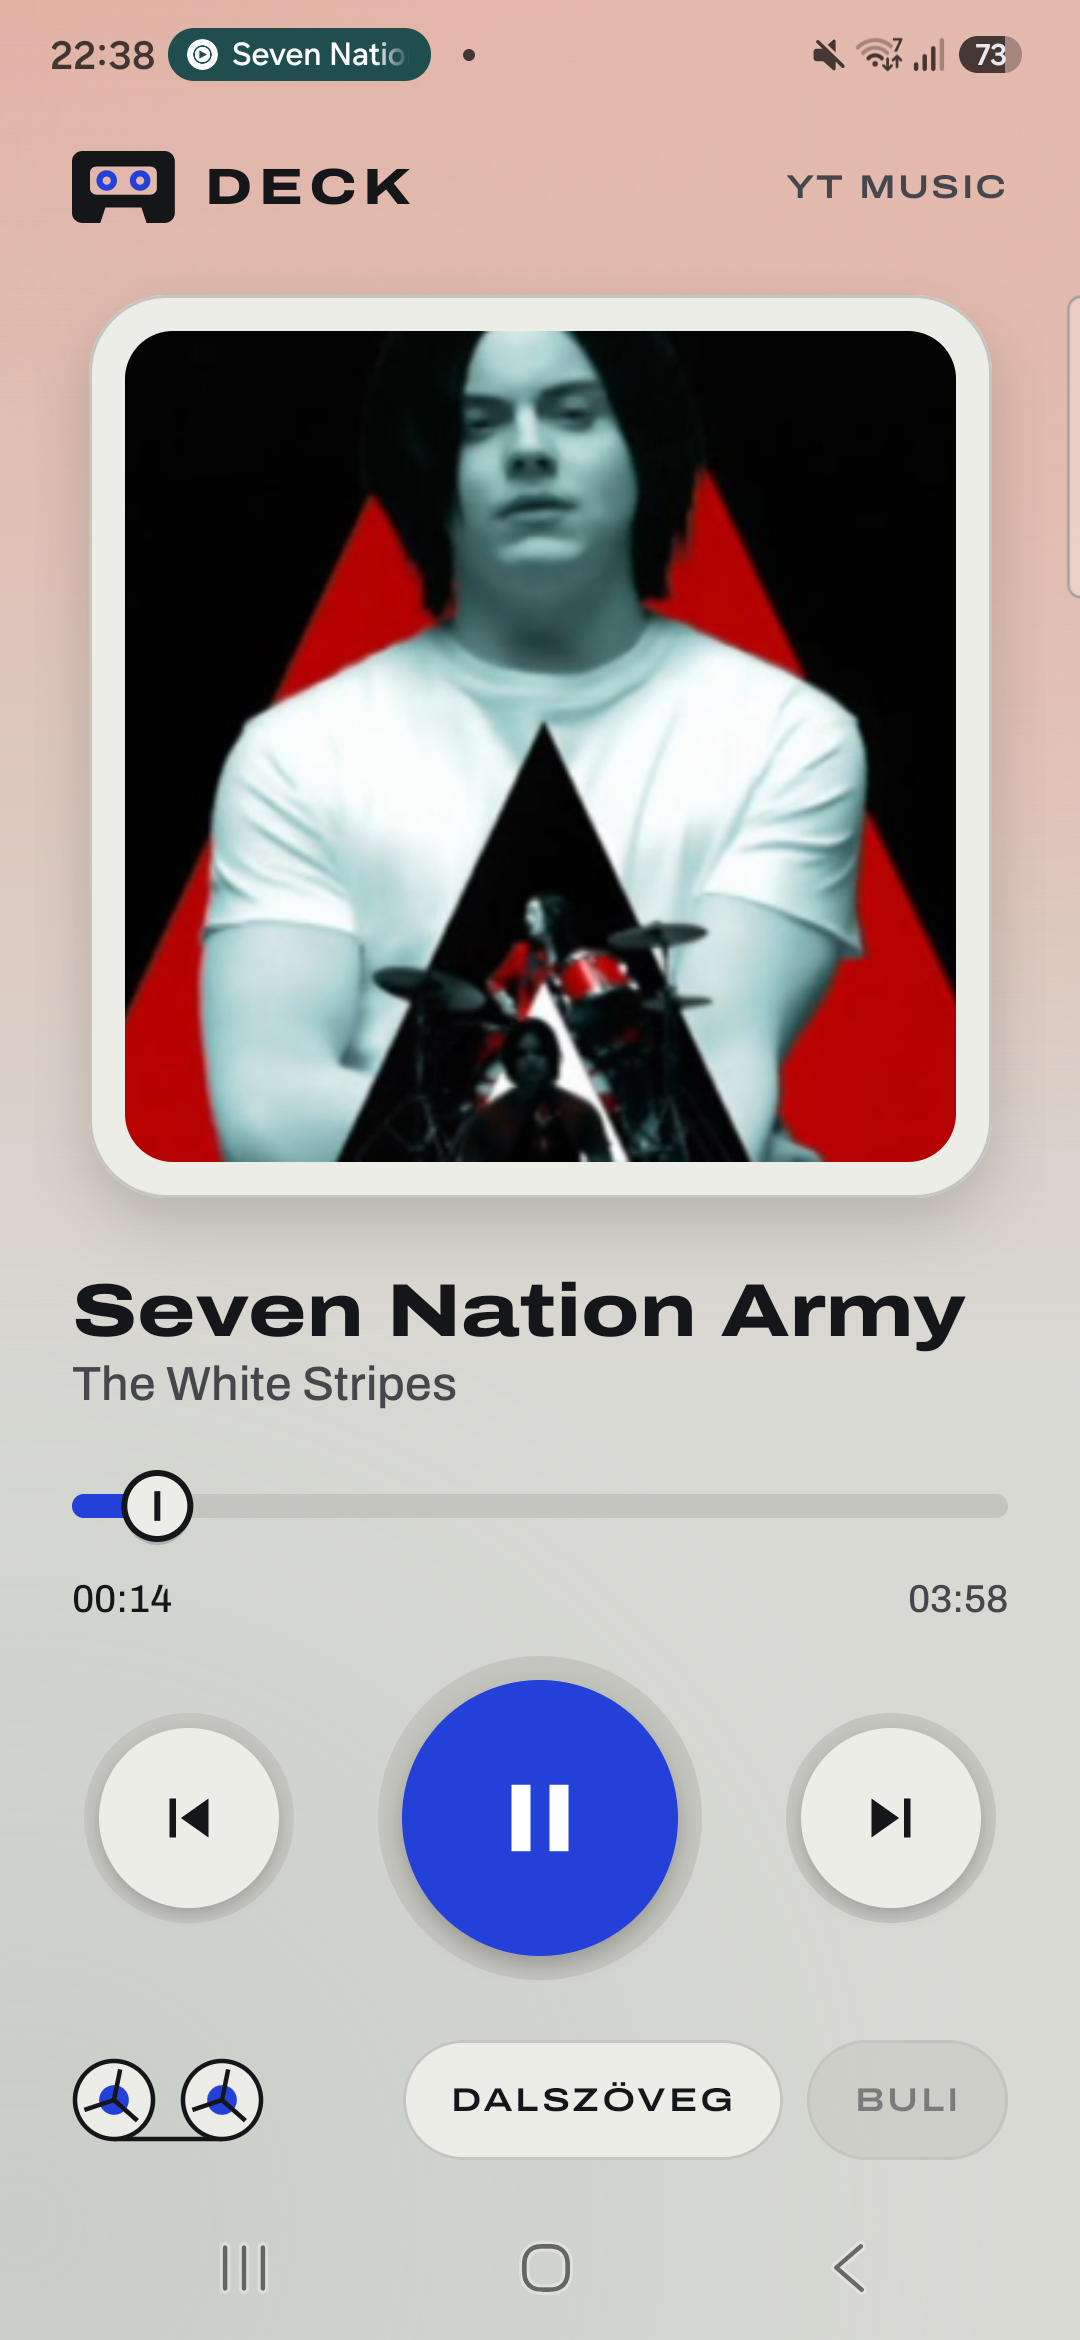 22:38 Seven Natio 73
DECK YT MUSIC
Seven Nation Army
The White Stripes
00:14 03:58
DALSZÖVEG BULI